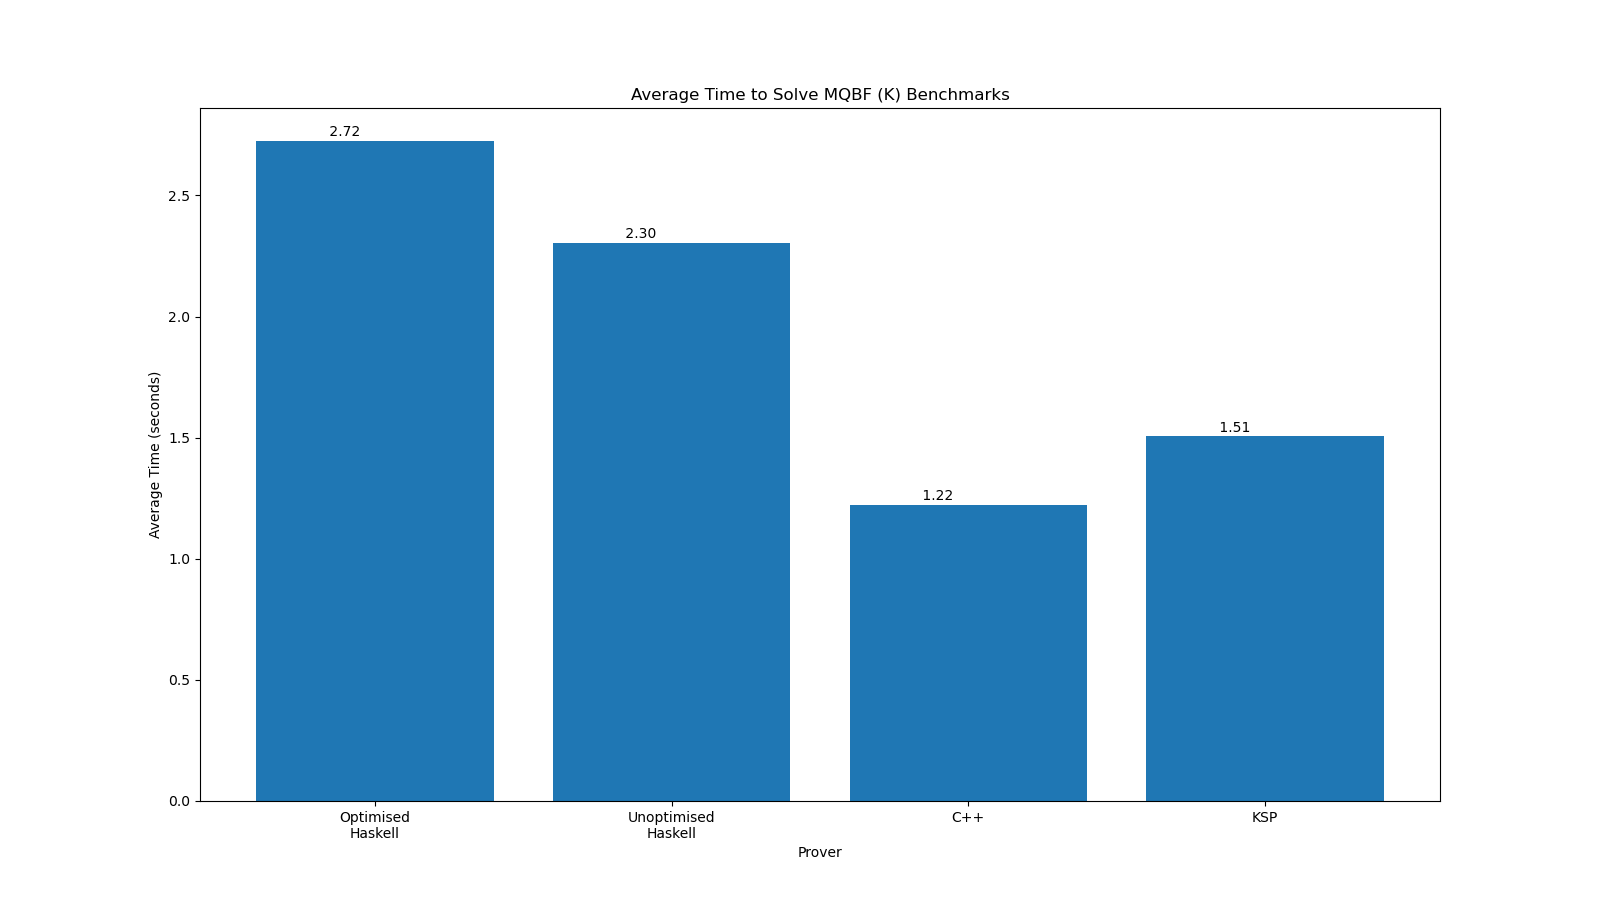 Average Time to Solve MQBF (K) Benchmarks
2.72
2.30
1.22
1.51
2.5
2.0
1.5
1.0
0.5
0.0
Average Time (seconds)
Optimised
Haskell
Unoptimised
Haskell
C++
KSP
Prover